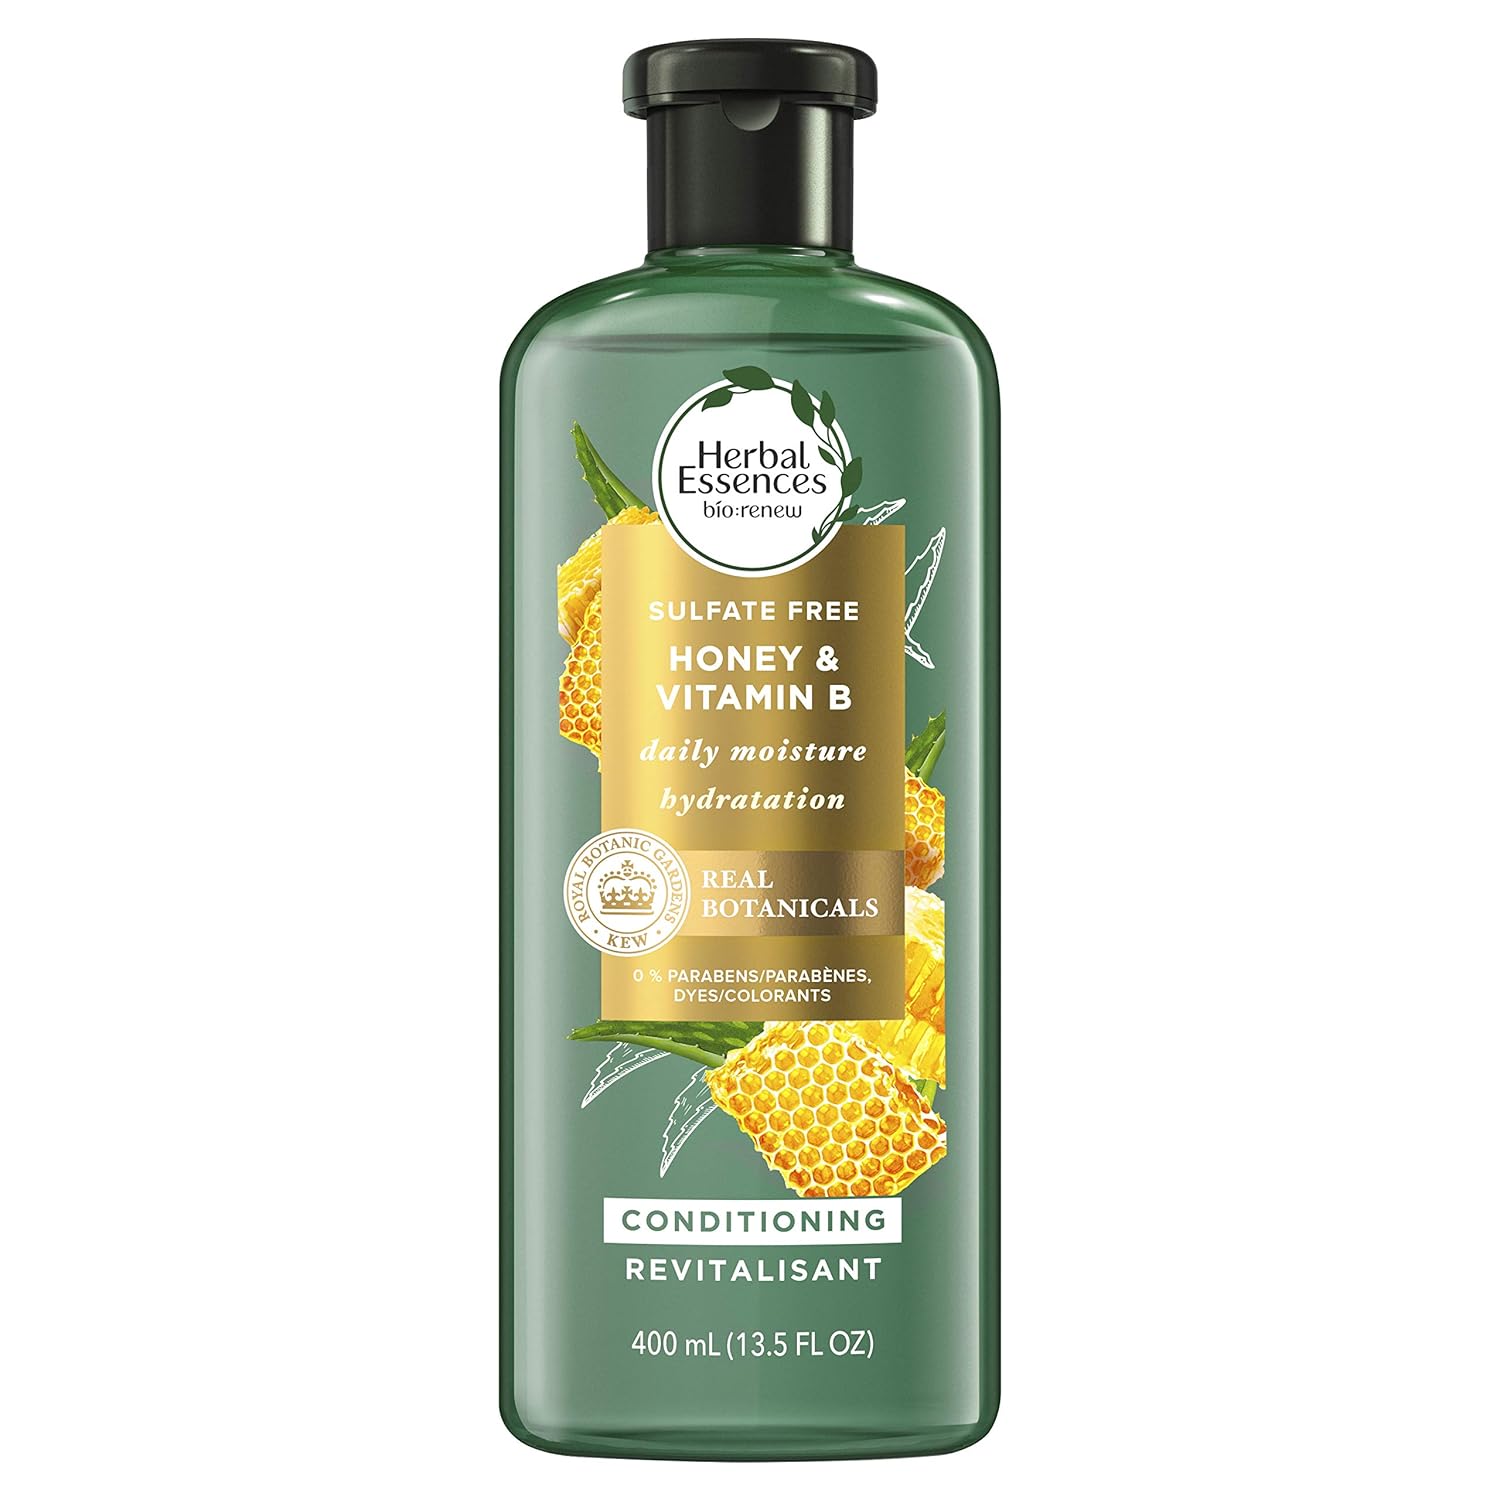 Herbal
Essences
bío:renew
SULFATE FREE
HONEY &
VITAMIN B
daily moisture
hydratation
ROYAL BOTANIC GARDENS
• KEW •
REAL
BOTANICALS
0 % PARABENS/PARABÈNES,
DYES/COLORANTS
CONDITIONING
REVITALISANT
400 mL (13.5 FL OZ)